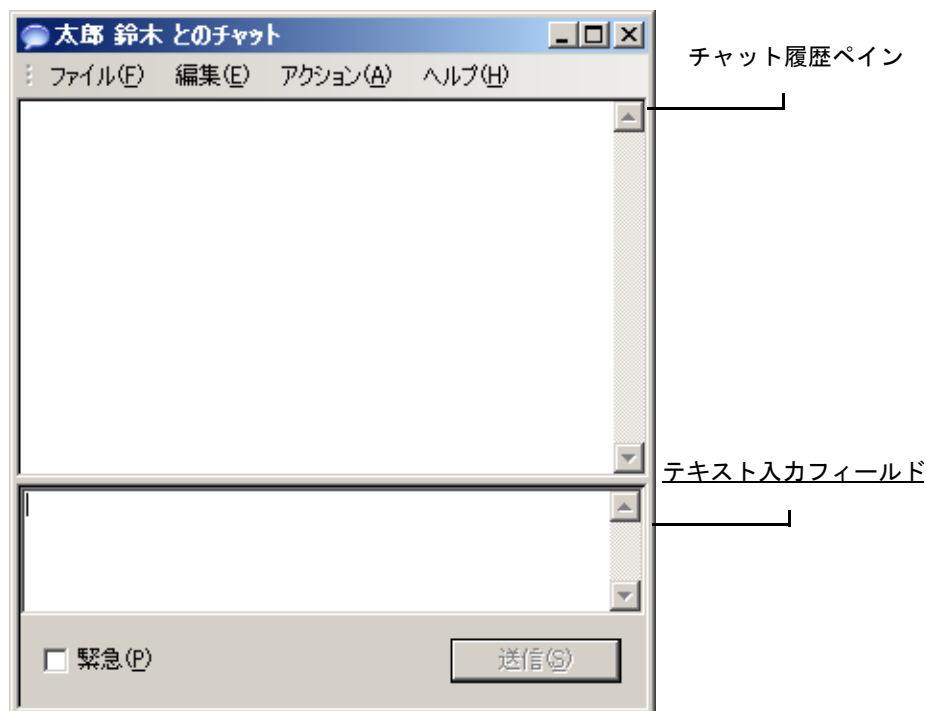 太郎 鈴木 とのチャット
ファイル(F) 編集(E) アクション(A) ヘルプ(H)
チャット履歴ペイン
テキスト入力フィールド
緊急(P)
送信(S)